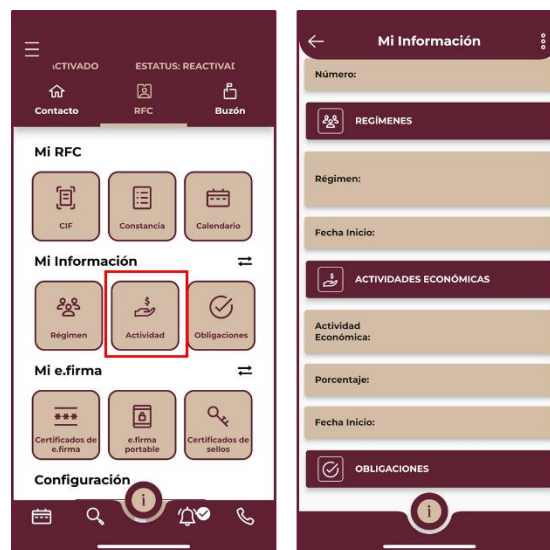 ACTIVADO ESTATUS: REACTIVAD
Contacto RFC Buzón
Mi RFC
CIF Constancia Calendario
Mi Información
Régimen Actividad Obligaciones
Mi e.firma
***
Certificados de e.firma
e.firma portable
Certificados de sellos
Configuración
i
Mi Información
Número:
REGÍMENES
Régimen:
Fecha Inicio:
$
ACTIVIDADES ECONÓMICAS
Actividad
Económica:
Porcentaje:
Fecha Inicio:
OBLIGACIONES
i